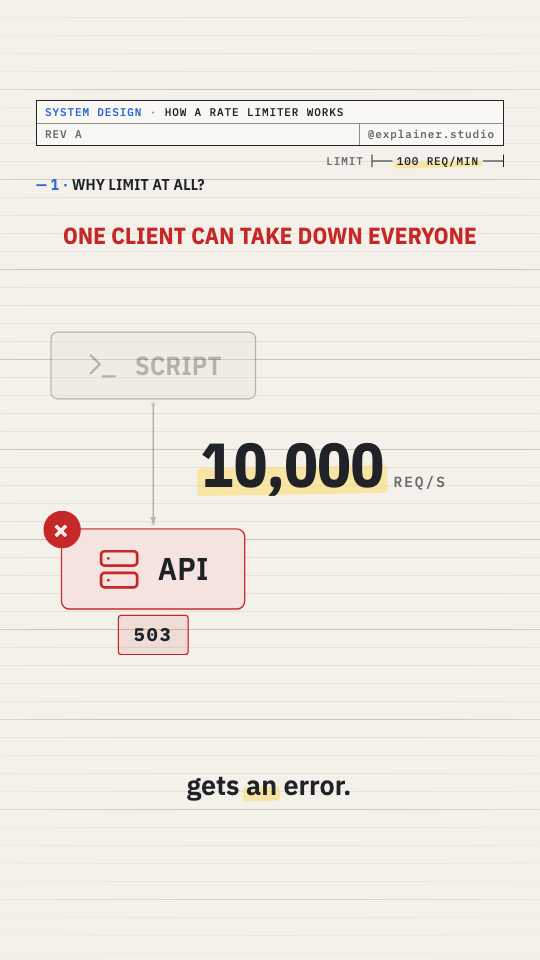 SYSTEM DESIGN · HOW A RATE LIMITER WORKS
REV A
@explainer.studio
LIMIT 100 REQ/MIN
— 1 · WHY LIMIT AT ALL?
ONE CLIENT CAN TAKE DOWN EVERYONE
>_ SCRIPT
10,000 REQ/S
API
503
gets an error.